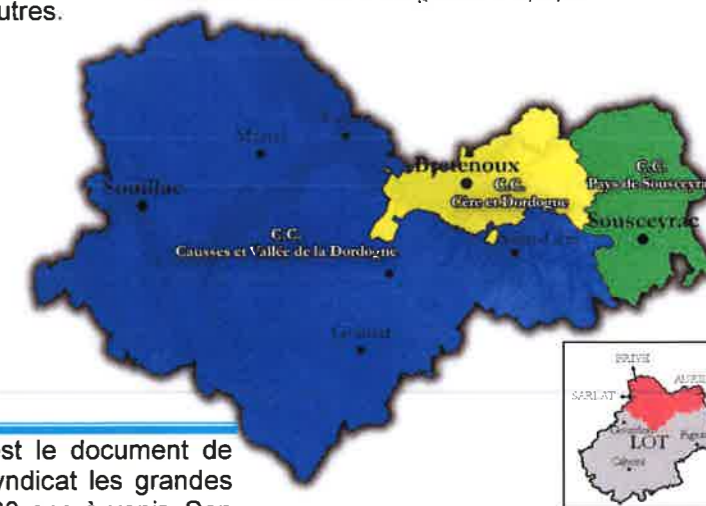 utres.
Martel
Bretenoux
C.C.
Cère et Dordogne
C.C.
Pays de Sousceyrac
Souillac
Sousceyrac
C.C.
Causses et Vallée de la Dordogne
Gramat
BRIVE
SARLAT
LOT
Cahors
est le document de
yndicat les grandes